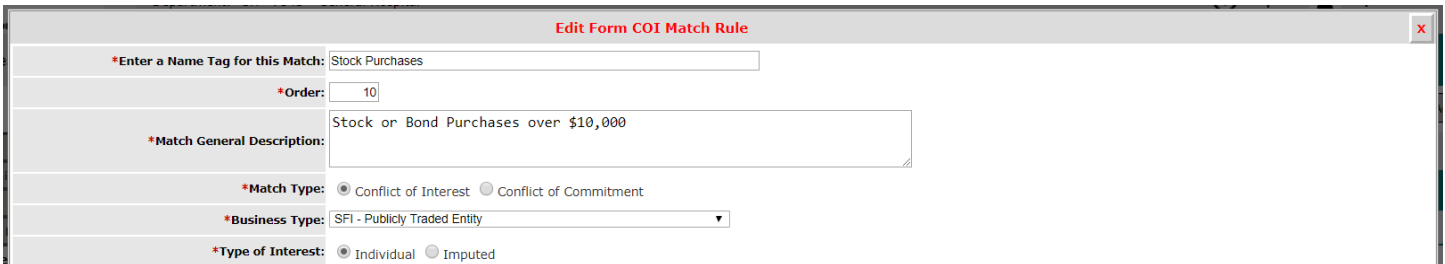 Edit Form COI Match Rule
x
*Enter a Name Tag for this Match: Stock Purchases
*Order: 10
*Match General Description: Stock or Bond Purchases over $10,000
*Match Type: Conflict of Interest Conflict of Commitment
*Business Type: SFI - Publicly Traded Entity
*Type of Interest: Individual Imputed